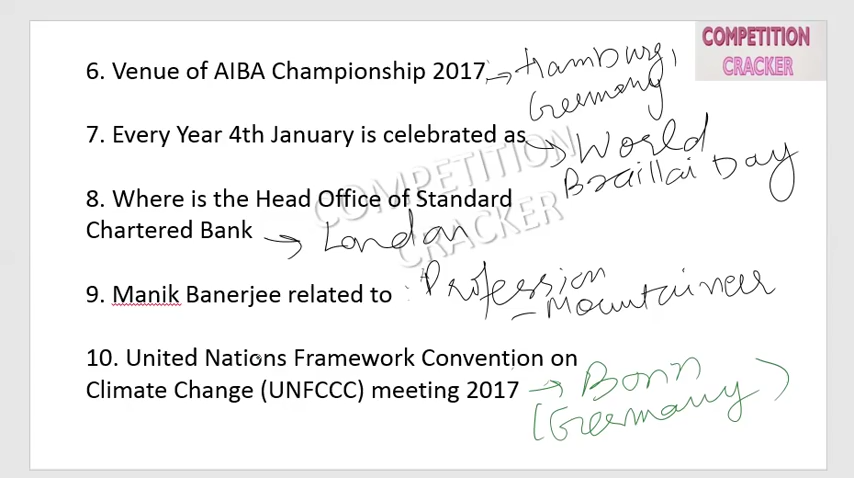 COMPETITION
CRACKER
6. Venue of AIBA Championship 2017 → Hamburg,
Germany
7. Every Year 4th January is celebrated as → World
Braillai Day
8. Where is the Head Office of Standard
Chartered Bank → London
COMPETITION
CRACKER
9. Manik Banerjee related to Profession
- Mountaineer
10. United Nations Framework Convention on
Climate Change (UNFCCC) meeting 2017 → Bonn
(Germany)